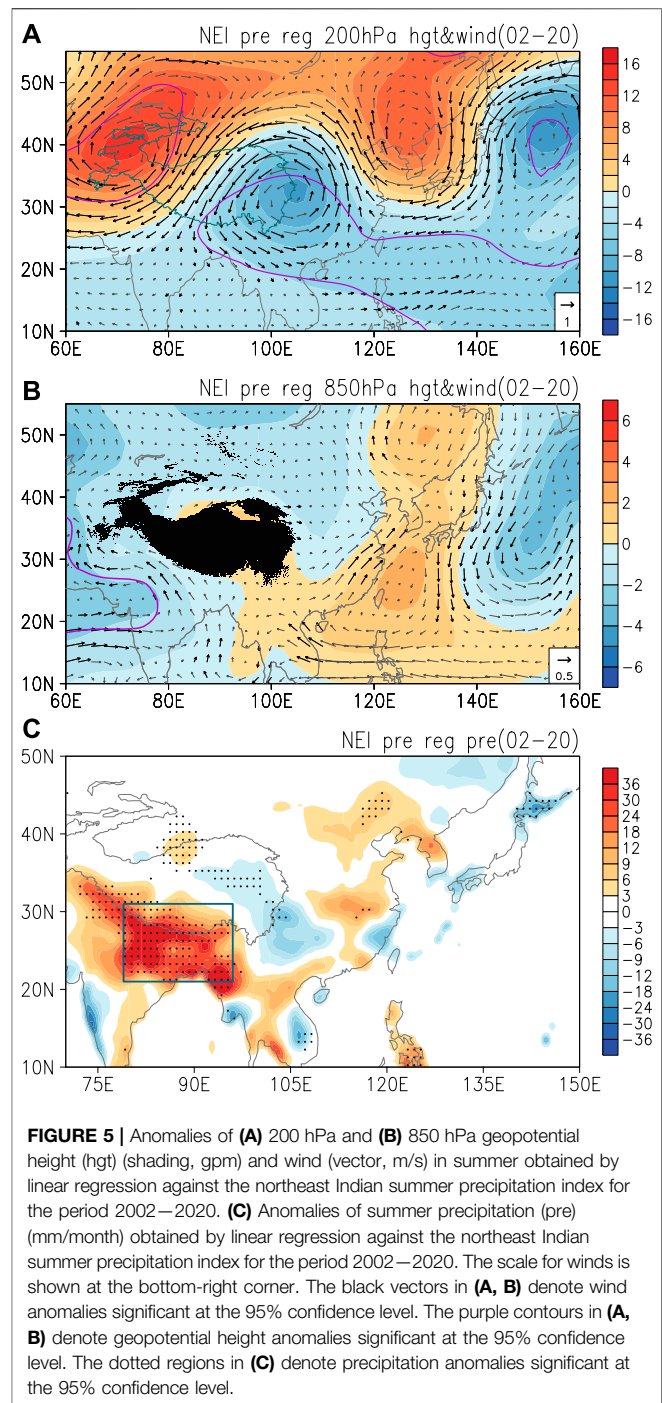 A
NEI pre reg 200hPa hgt&wind(02-20)
50N
40N
30N
20N
10N
60E 80E 100E 120E 140E 160E
1
16
12
8
4
0
-4
-8
-12
-16
B
NEI pre reg 850hPa hgt&wind(02-20)
50N
40N
30N
20N
10N
60E 80E 100E 120E 140E 160E
0.5
6
4
2
0
-2
-4
-6
C
NEI pre reg pre(02-20)
50N
40N
30N
20N
10N
75E 90E 105E 120E 135E 150E
36
30
24
18
12
9
6
3
0
-3
-6
-9
-12
-18
-24
-30
-36
FIGURE 5 | Anomalies of (A) 200 hPa and (B) 850 hPa geopotential
height (hgt) (shading, gpm) and wind (vector, m/s) in summer obtained by
linear regression against the northeast Indian summer precipitation index for
the period 2002—2020. (C) Anomalies of summer precipitation (pre)
(mm/month) obtained by linear regression against the northeast Indian
summer precipitation index for the period 2002—2020. The scale for winds is
shown at the bottom-right corner. The black vectors in (A, B) denote wind
anomalies significant at the 95% confidence level. The purple contours in (A,
B) denote geopotential height anomalies significant at the 95% confidence
level. The dotted regions in (C) denote precipitation anomalies significant at
the 95% confidence level.